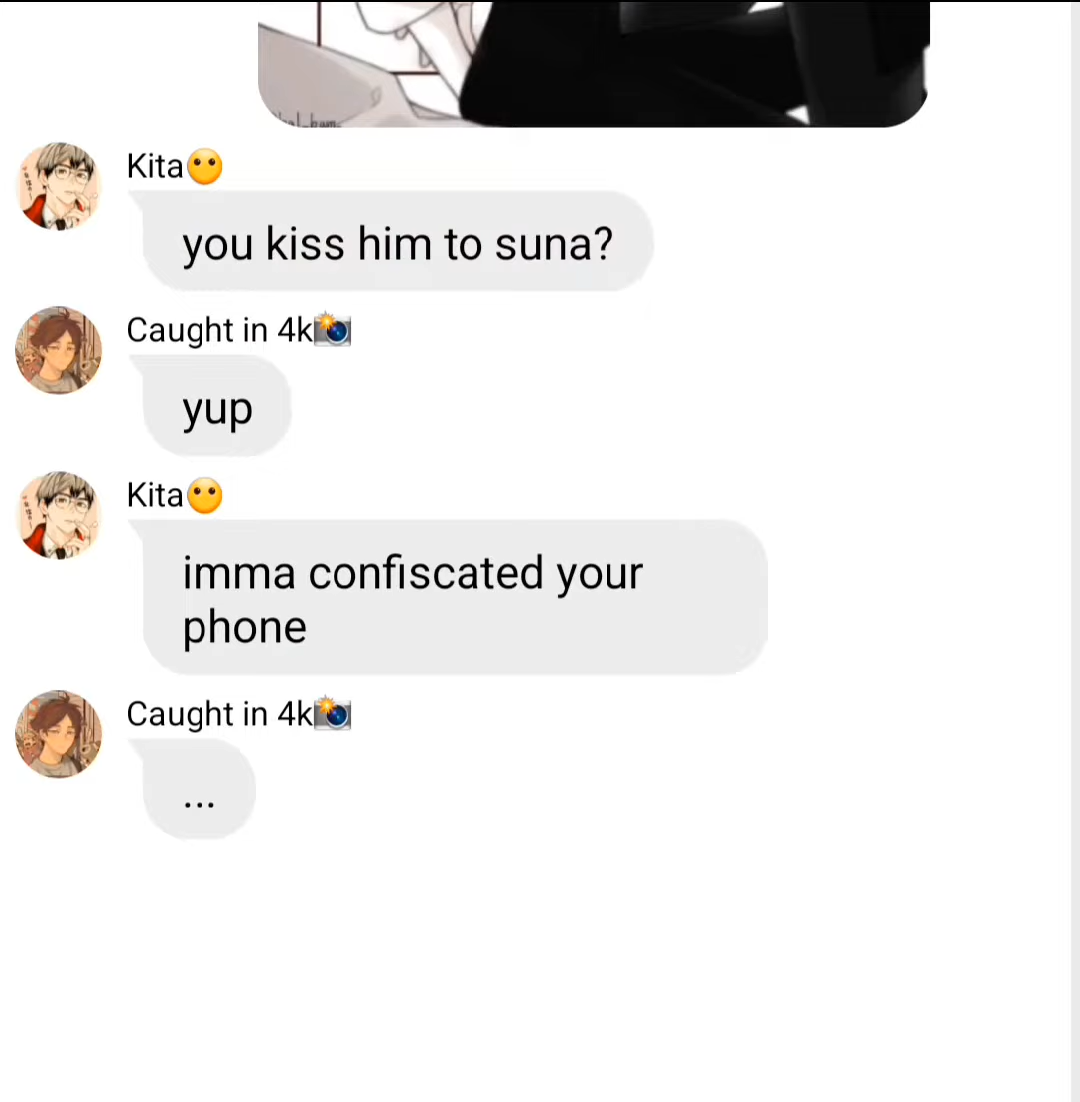 Kita😶
you kiss him to suna?
Caught in 4k📸
yup
Kita😶
imma confiscated your
phone
Caught in 4k📸
...